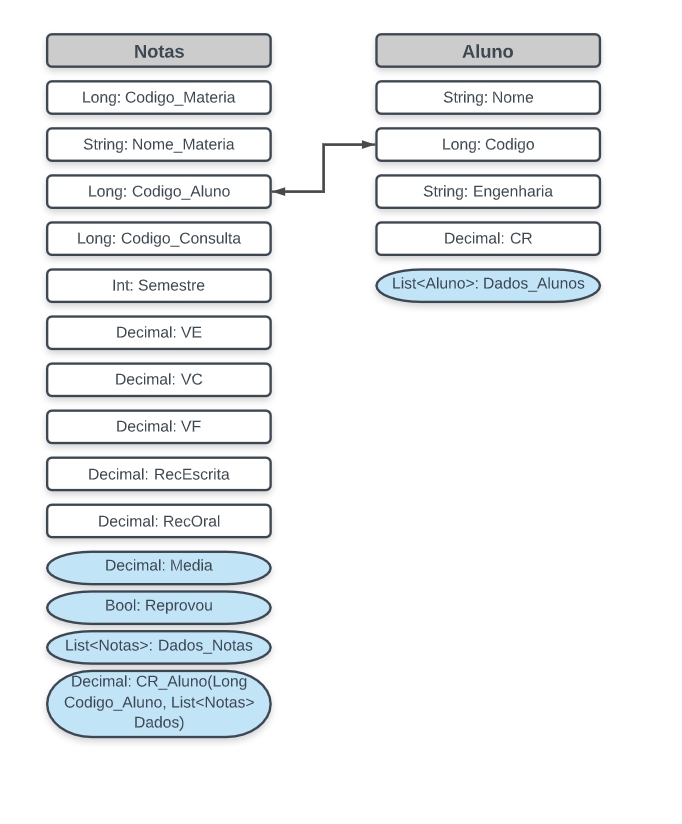 Notas
Long: Codigo_Materia
String: Nome_Materia
Long: Codigo_Aluno
Long: Codigo_Consulta
Int: Semestre
Decimal: VE
Decimal: VC
Decimal: VF
Decimal: RecEscrita
Decimal: RecOral
Decimal: Media
Bool: Reprovou
List<Notas>: Dados_Notas
Decimal: CR_Aluno(Long
Codigo_Aluno, List<Notas>
Dados)
Aluno
String: Nome
Long: Codigo
String: Engenharia
Decimal: CR
List<Aluno>: Dados_Alunos